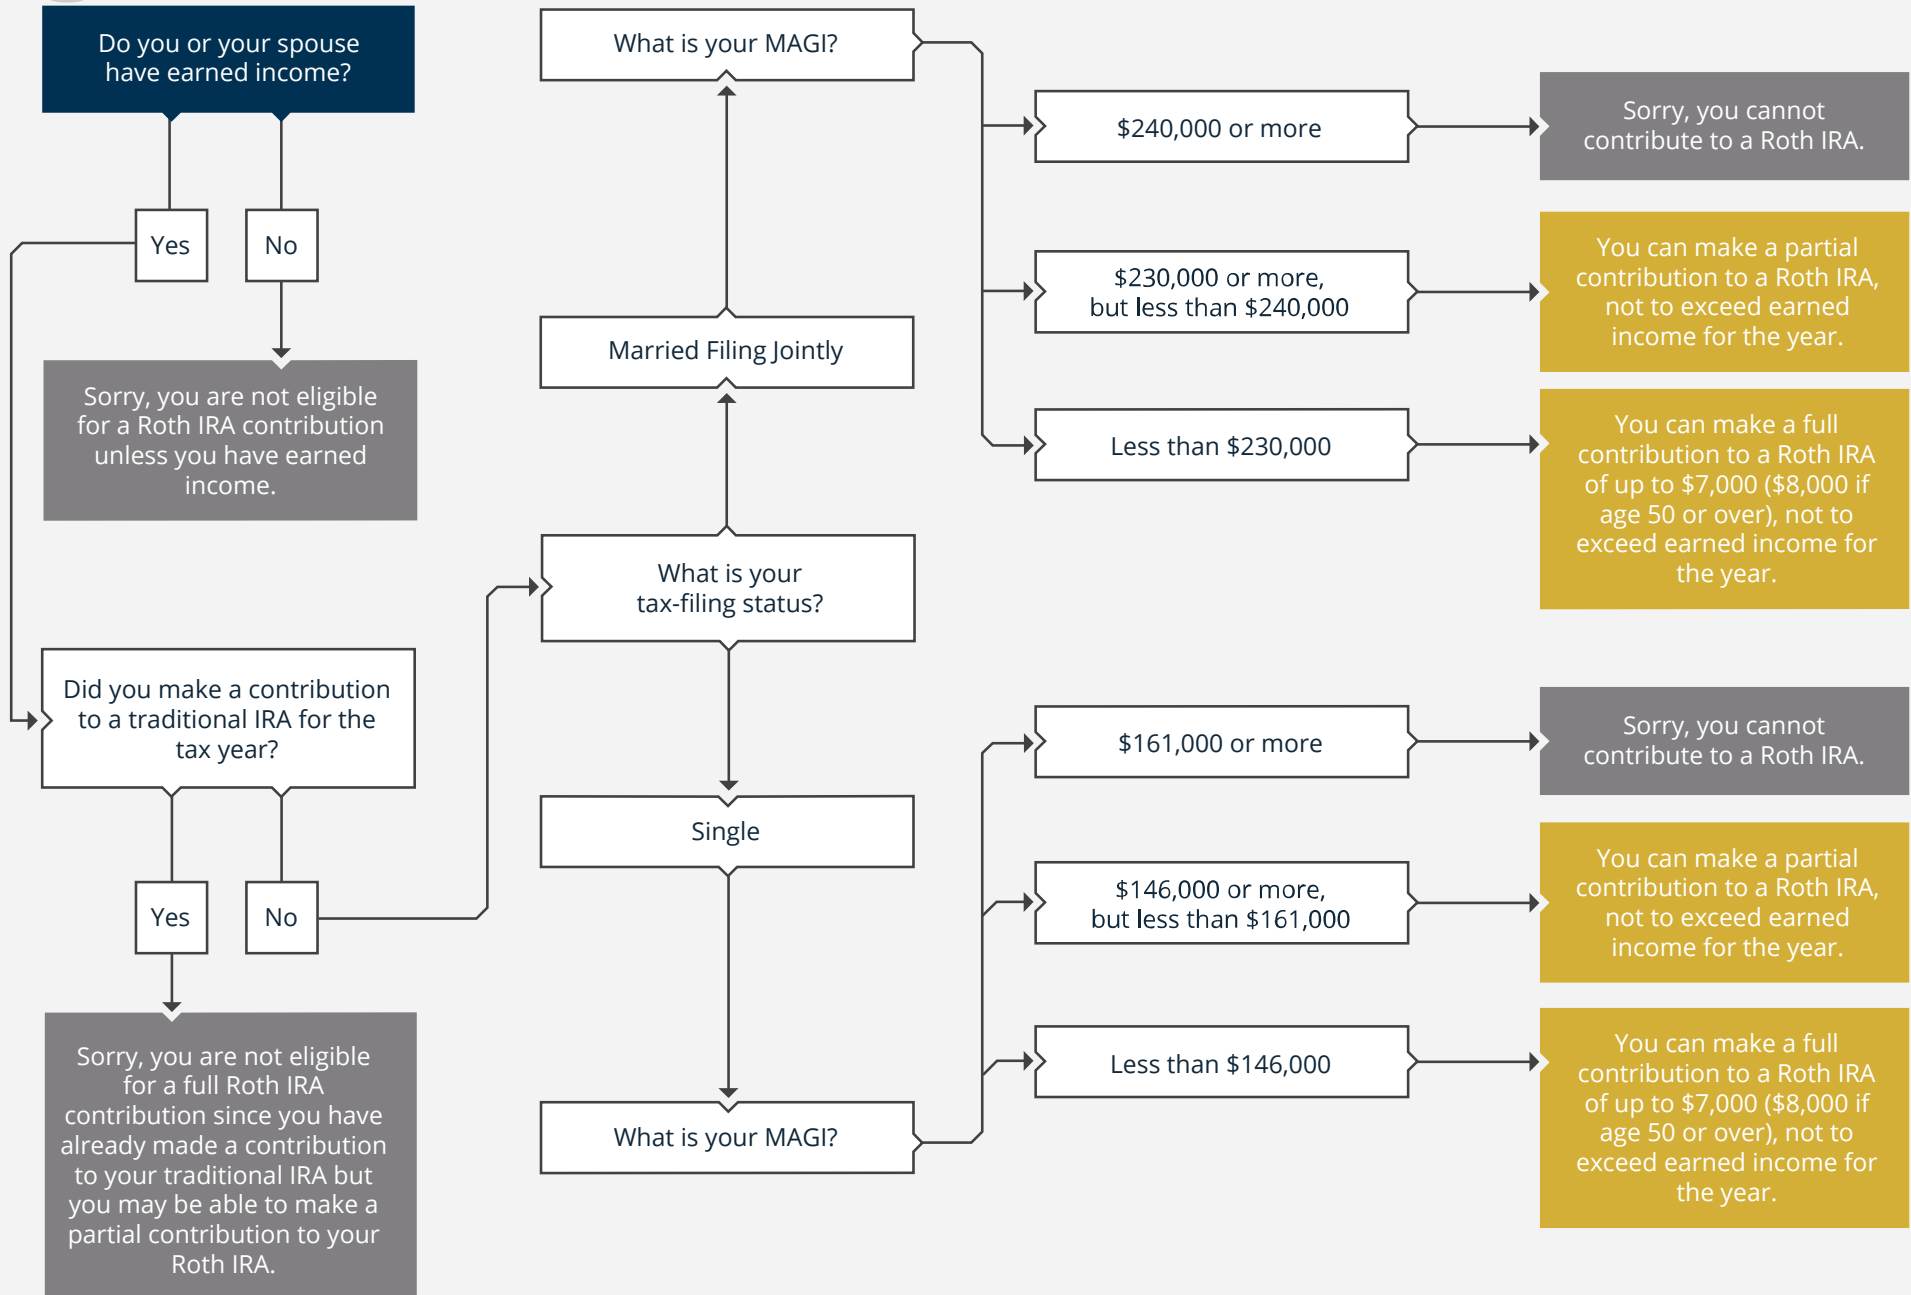 Do you or your spouse
have earned income?
Yes
No
Sorry, you are not eligible
for a Roth IRA contribution
unless you have earned
income.
Did you make a contribution
to a traditional IRA for the
tax year?
Yes
No
Sorry, you are not eligible
for a full Roth IRA
contribution since you have
already made a contribution
to your traditional IRA but
you may be able to make a
partial contribution to your
Roth IRA.
What is your MAGI?
Married Filing Jointly
What is your
tax-filing status?
Single
What is your MAGI?
$240,000 or more
Sorry, you cannot
contribute to a Roth IRA.
$230,000 or more,
but less than $240,000
You can make a partial
contribution to a Roth IRA,
not to exceed earned
income for the year.
Less than $230,000
You can make a full
contribution to a Roth IRA
of up to $7,000 ($8,000 if
age 50 or over), not to
exceed earned income for
the year.
$161,000 or more
Sorry, you cannot
contribute to a Roth IRA.
$146,000 or more,
but less than $161,000
You can make a partial
contribution to a Roth IRA,
not to exceed earned
income for the year.
Less than $146,000
You can make a full
contribution to a Roth IRA
of up to $7,000 ($8,000 if
age 50 or over), not to
exceed earned income for
the year.